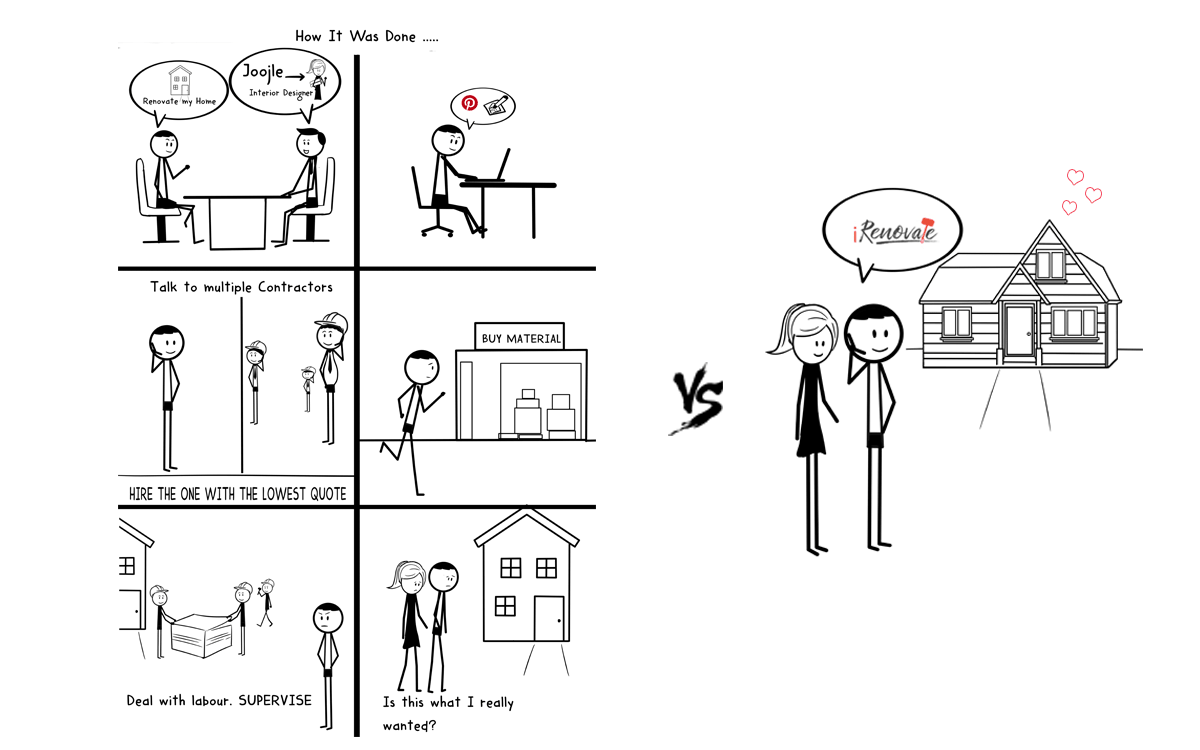 How It Was Done .....
Renovate my Home
Joojle
Interior Designer
Talk to multiple Contractors
HIRE THE ONE WITH THE LOWEST QUOTE
BUY MATERIAL
Deal with labour. SUPERVISE
Is this what I really
wanted?
VS
iRenovate